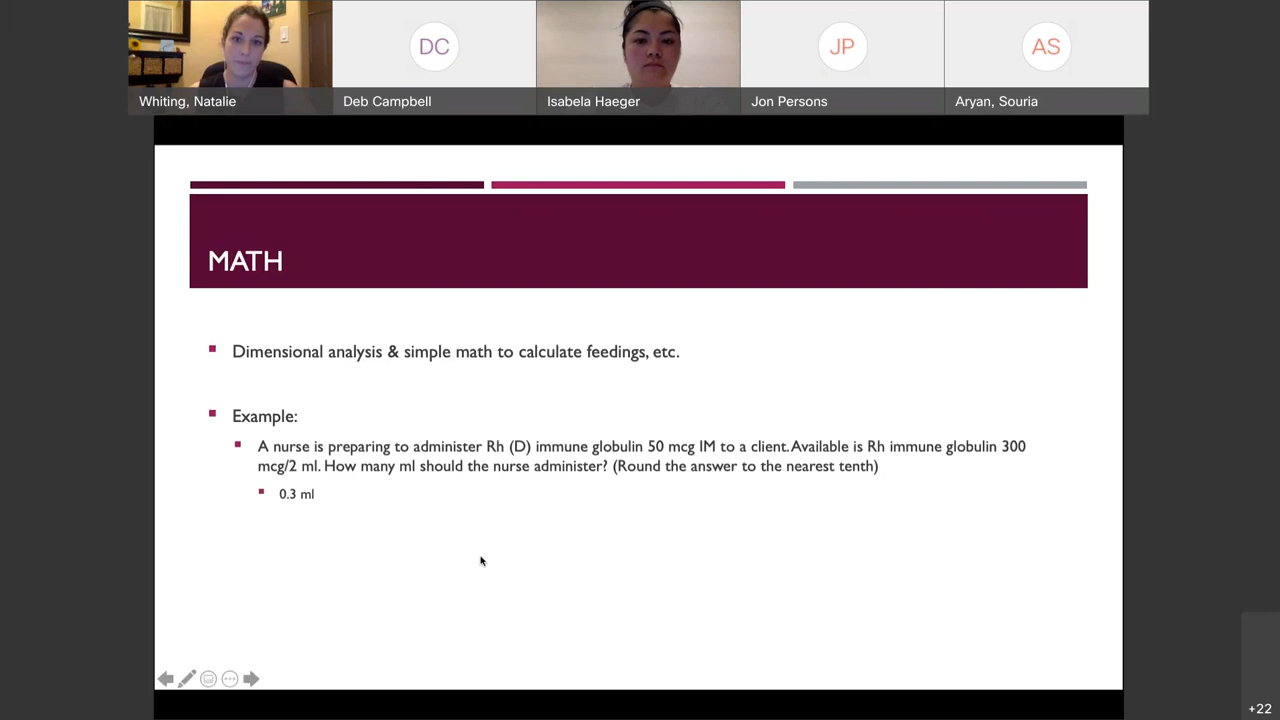 DC
JP
AS
Whiting, Natalie
Deb Campbell
Isabela Haeger
Jon Persons
Aryan, Souria
MATH
Dimensional analysis & simple math to calculate feedings, etc.
Example:
A nurse is preparing to administer Rh (D) immune globulin 50 mcg IM to a client. Available is Rh immune globulin 300
mcg/2 ml. How many ml should the nurse administer? (Round the answer to the nearest tenth)
0.3 ml
+22